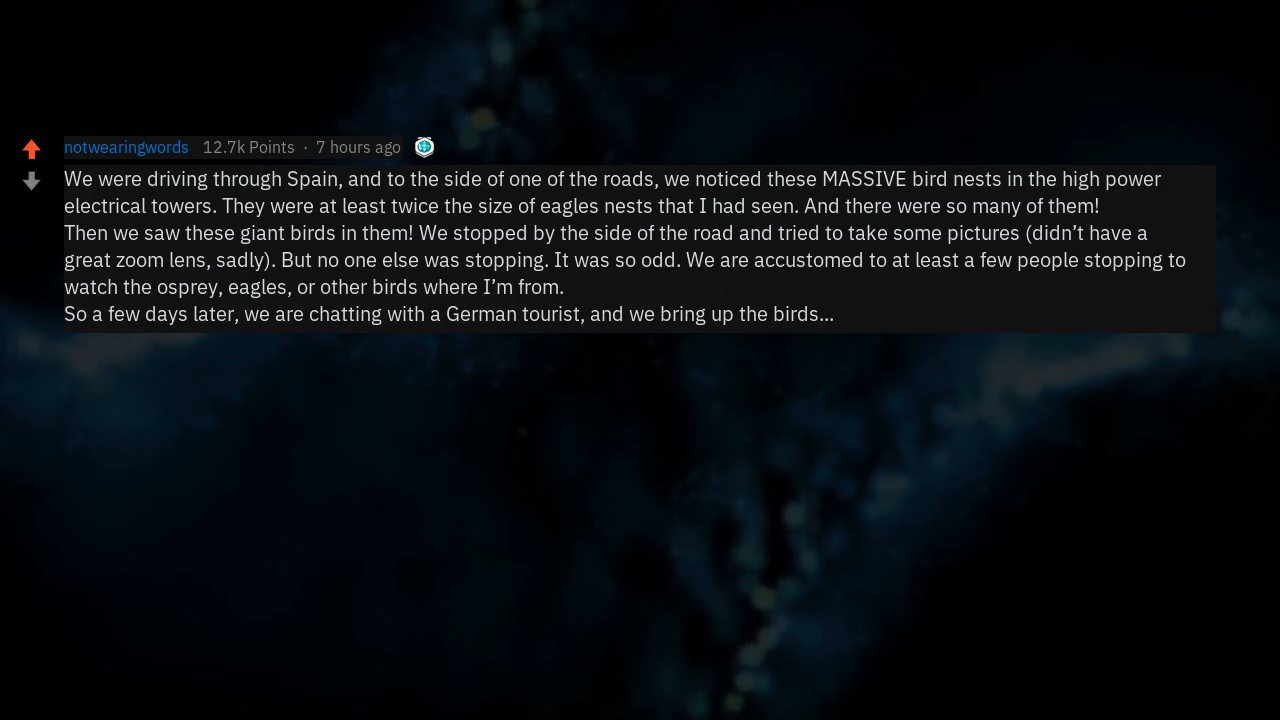 notwearingwords 12.7k Points · 7 hours ago
We were driving through Spain, and to the side of one of the roads, we noticed these MASSIVE bird nests in the high power
electrical towers. They were at least twice the size of eagles nests that I had seen. And there were so many of them!
Then we saw these giant birds in them! We stopped by the side of the road and tried to take some pictures (didn’t have a
great zoom lens, sadly). But no one else was stopping. It was so odd. We are accustomed to at least a few people stopping to
watch the osprey, eagles, or other birds where I’m from.
So a few days later, we are chatting with a German tourist, and we bring up the birds...